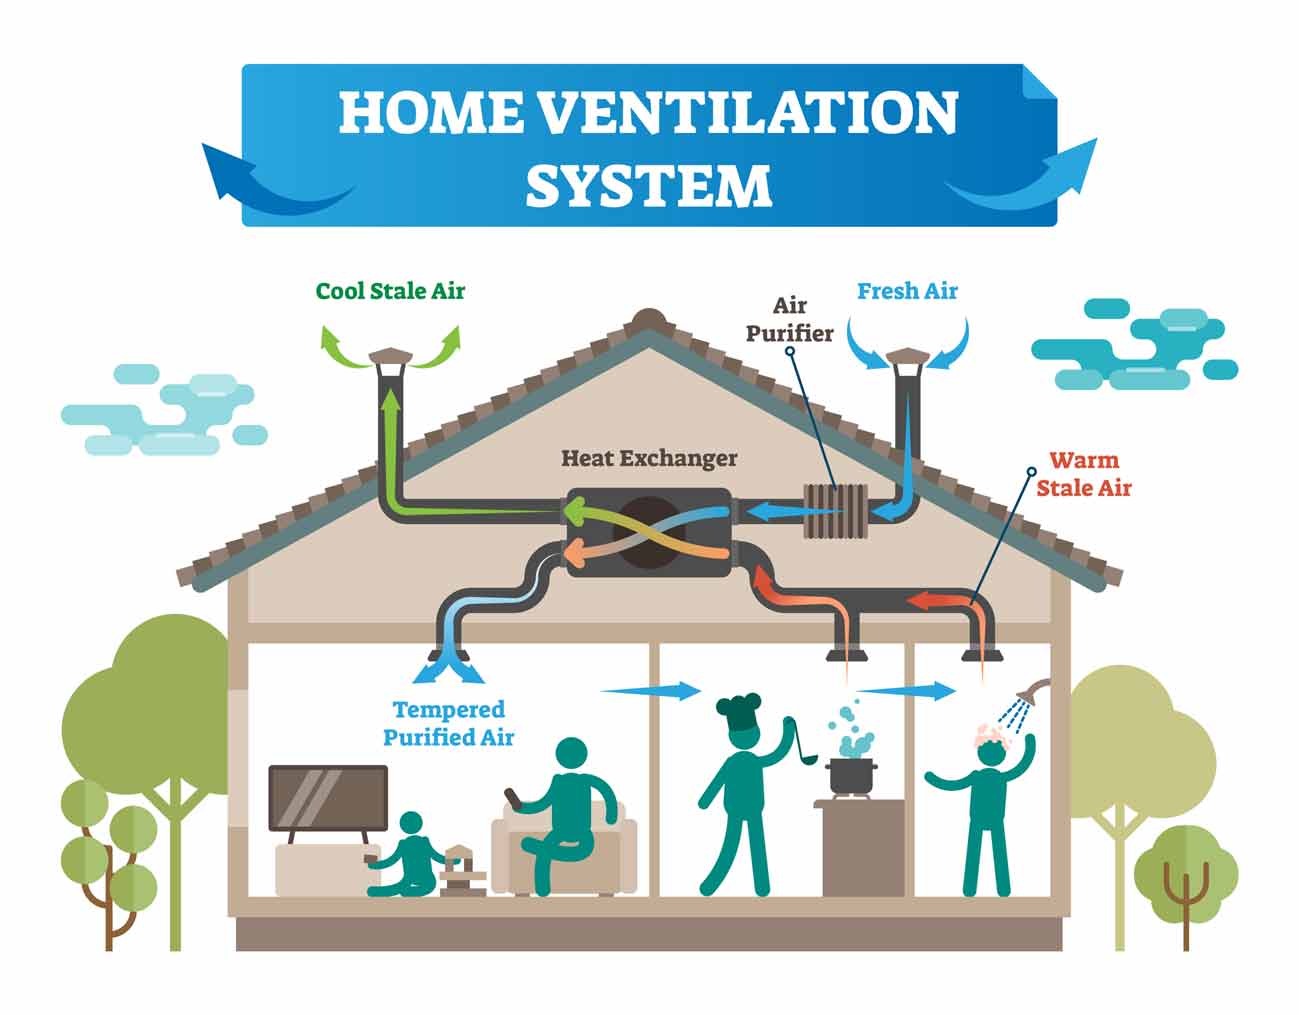 HOME VENTILATION
SYSTEM
Cool Stale Air
Air
Purifier
Fresh Air
Heat Exchanger
Warm
Stale Air
Tempered
Purified Air